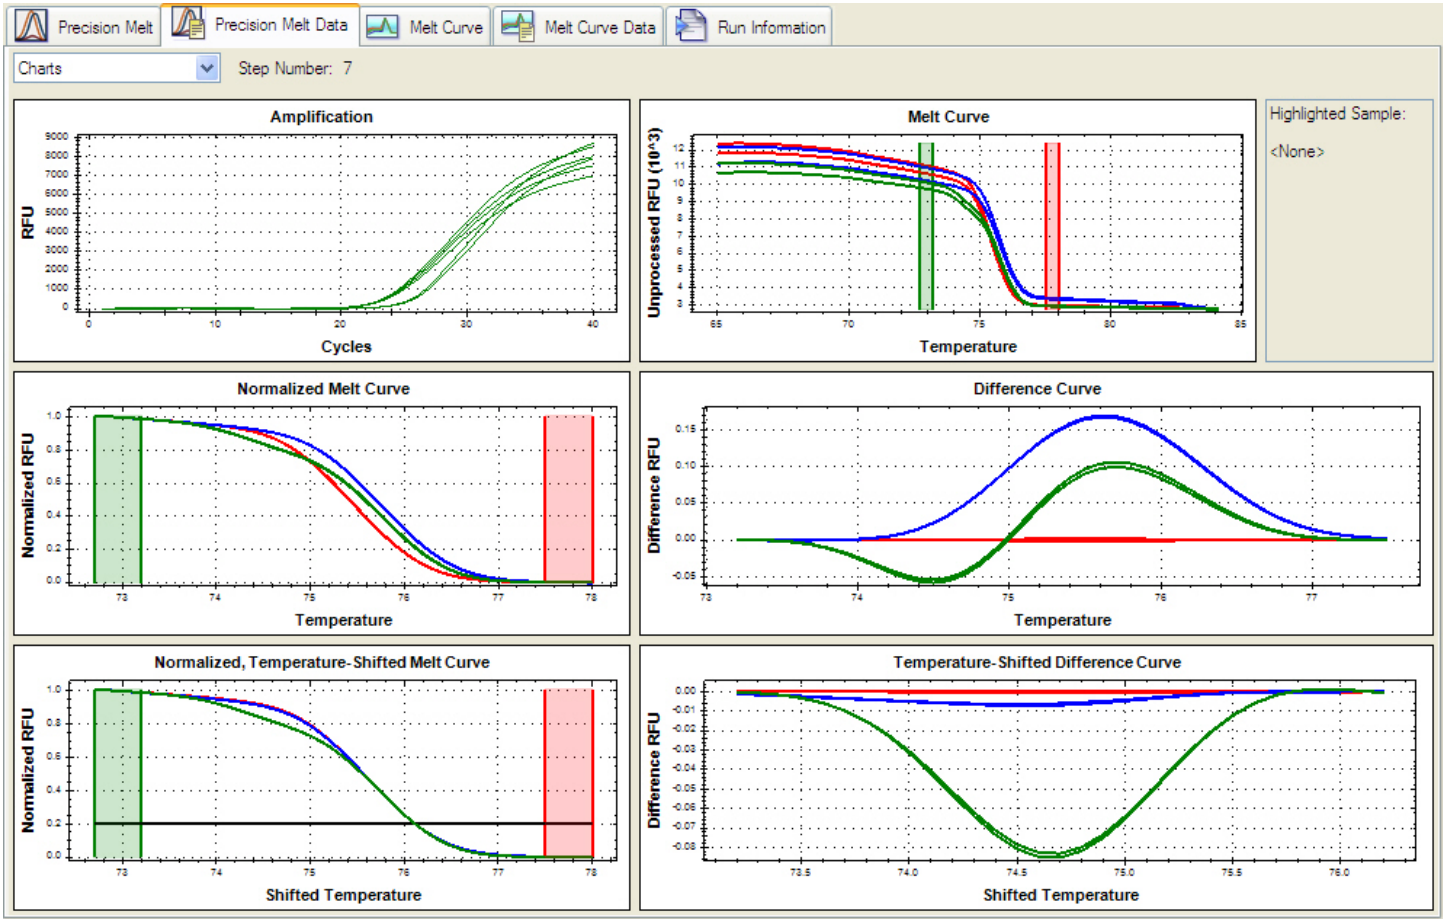 Precision Melt
Precision Melt Data
Melt Curve
Melt Curve Data
Run Information
Charts
Step Number: 7
Amplification
RFU
9000
8000
7000
6000
5000
4000
3000
2000
1000
0
0 10 20 30 40
Cycles
Melt Curve
Unprocessed RFU (10^3)
12
11
10
9
8
7
6
5
4
3
65 70 75 80 85
Temperature
Highlighted Sample:
<None>
Normalized Melt Curve
Normalized RFU
1.0
0.8
0.6
0.4
0.2
0.0
73 74 75 76 77 78
Temperature
Difference Curve
Difference RFU
0.15
0.10
0.05
0.00
-0.05
73 74 75 76 77
Temperature
Normalized, Temperature-Shifted Melt Curve
Normalized RFU
1.0
0.8
0.6
0.4
0.2
0.0
73 74 75 76 77 78
Shifted Temperature
Temperature-Shifted Difference Curve
Difference RFU
0.00
-0.01
-0.02
-0.03
-0.04
-0.05
-0.06
-0.07
-0.08
73.5 74.0 74.5 75.0 75.5 76.0
Shifted Temperature